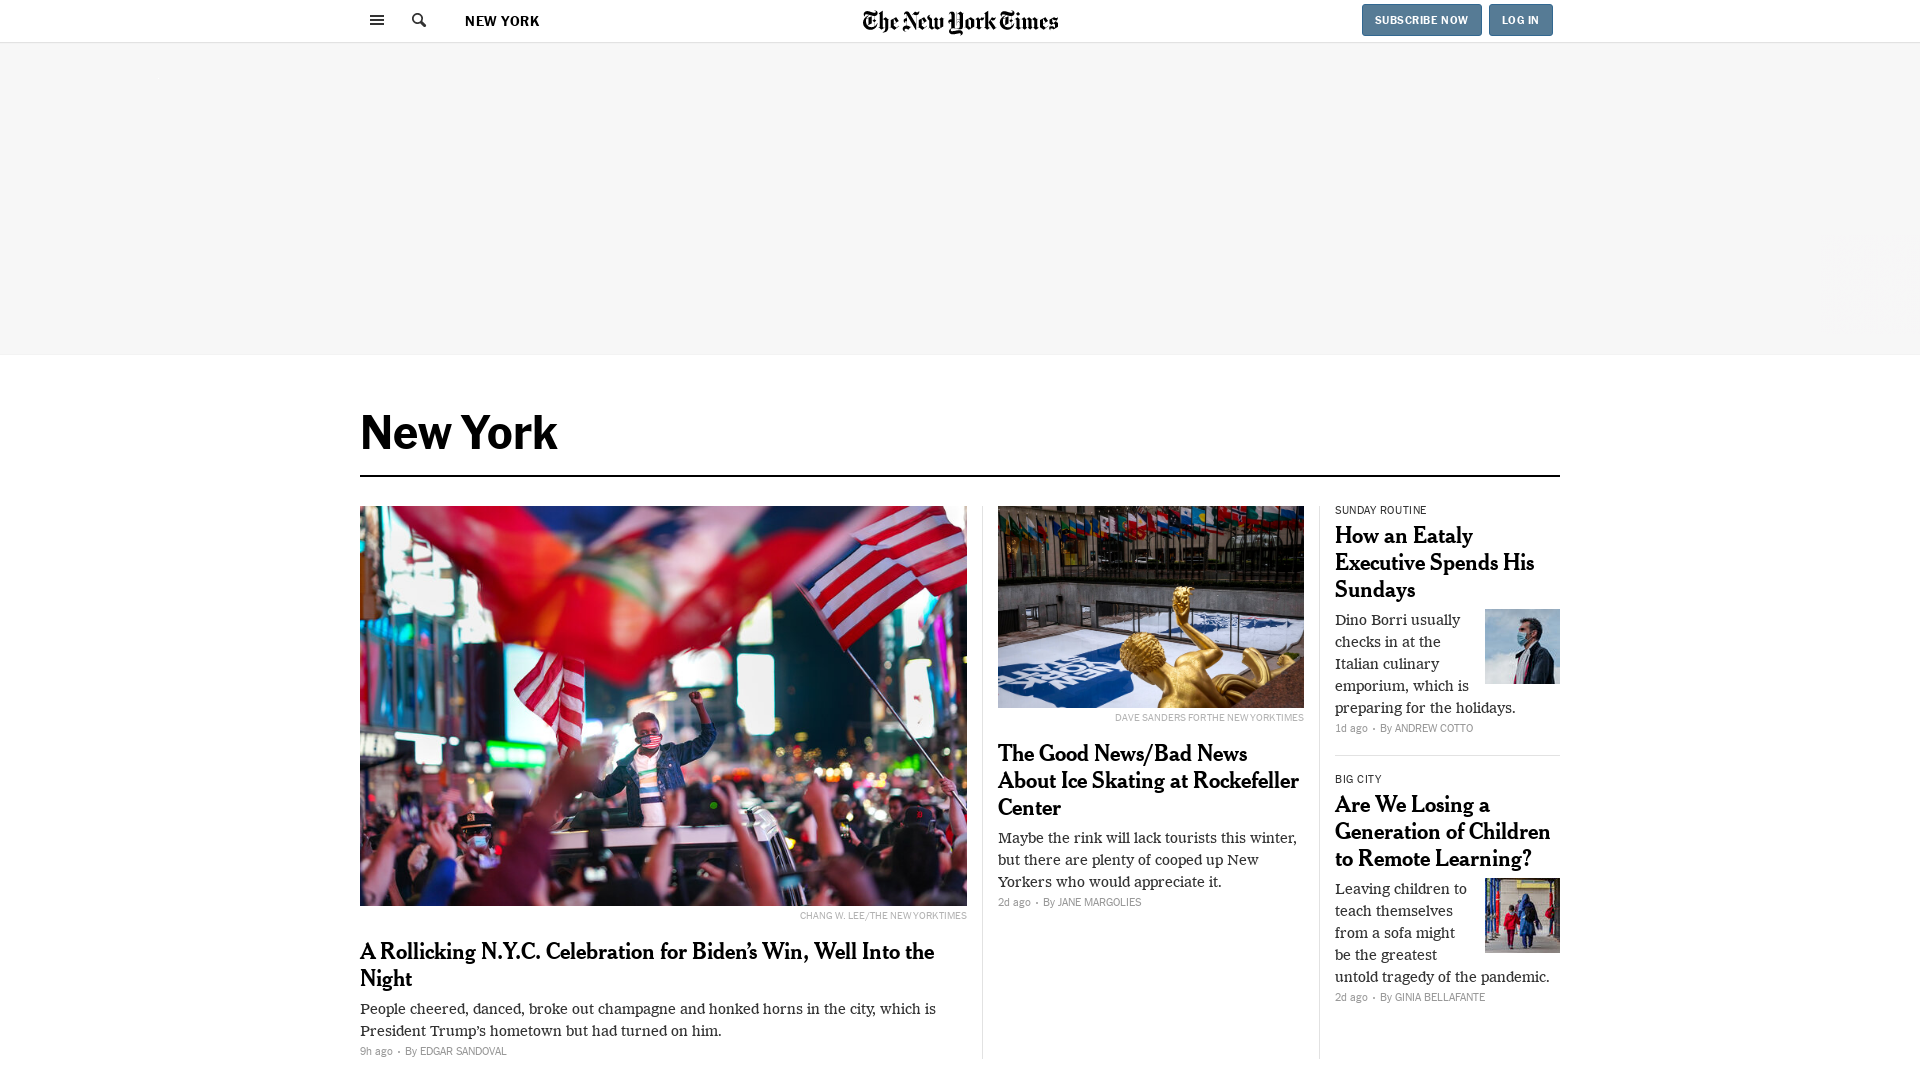 NEW YORK
The New York Times
SUBSCRIBE NOW
LOG IN
New York
CHANG W. LEE/THE NEW YORK TIMES
A Rollicking N.Y.C. Celebration for Biden’s Win, Well Into the
Night
People cheered, danced, broke out champagne and honked horns in the city, which is
President Trump’s hometown but had turned on him.
9h ago · By EDGAR SANDOVAL
NEW
YORK
STATE
DAVE SANDERS FOR THE NEW YORK TIMES
The Good News/Bad News
About Ice Skating at Rockefeller
Center
Maybe the rink will lack tourists this winter,
but there are plenty of cooped up New
Yorkers who would appreciate it.
2d ago · By JANE MARGOLIES
SUNDAY ROUTINE
How an Eataly
Executive Spends His
Sundays
Dino Borri usually
checks in at the
Italian culinary
emporium, which is
preparing for the holidays.
1d ago · By ANDREW COTTO
BIG CITY
Are We Losing a
Generation of Children
to Remote Learning?
Leaving children to
teach themselves
from a sofa might
be the greatest
untold tragedy of the pandemic.
2d ago · By GINIA BELLAFANTE